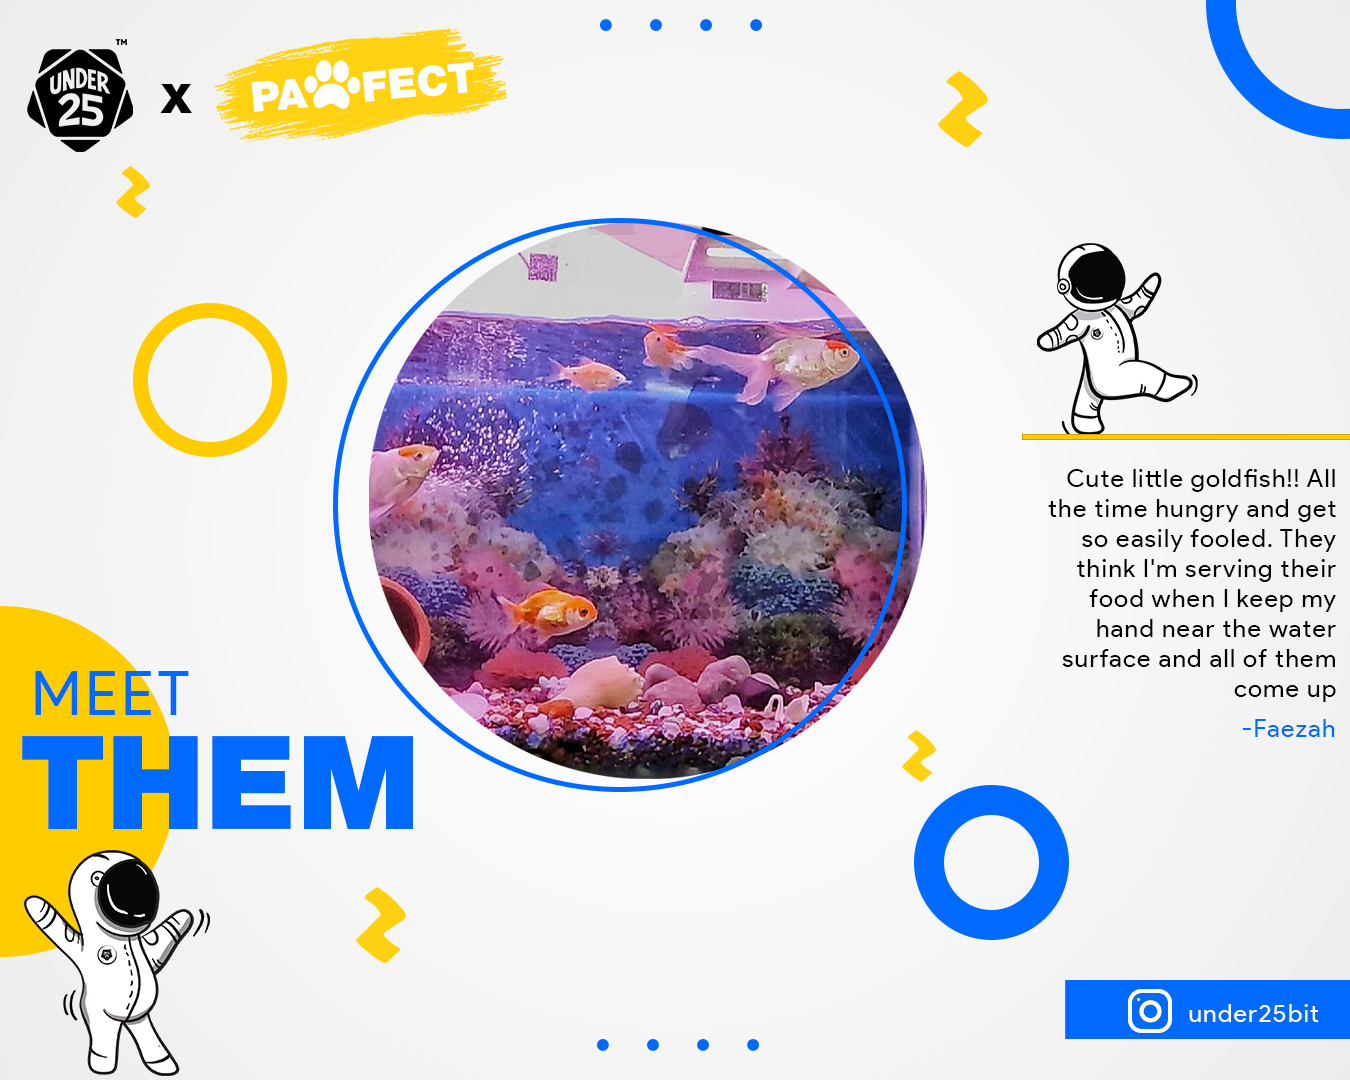 TM
UNDER
25
X
PAWFECT
Cute little goldfish!! All
the time hungry and get
so easily fooled. They
think I'm serving their
food when I keep my
hand near the water
surface and all of them
come up
-Faezah
MEET
THEM
under25bit